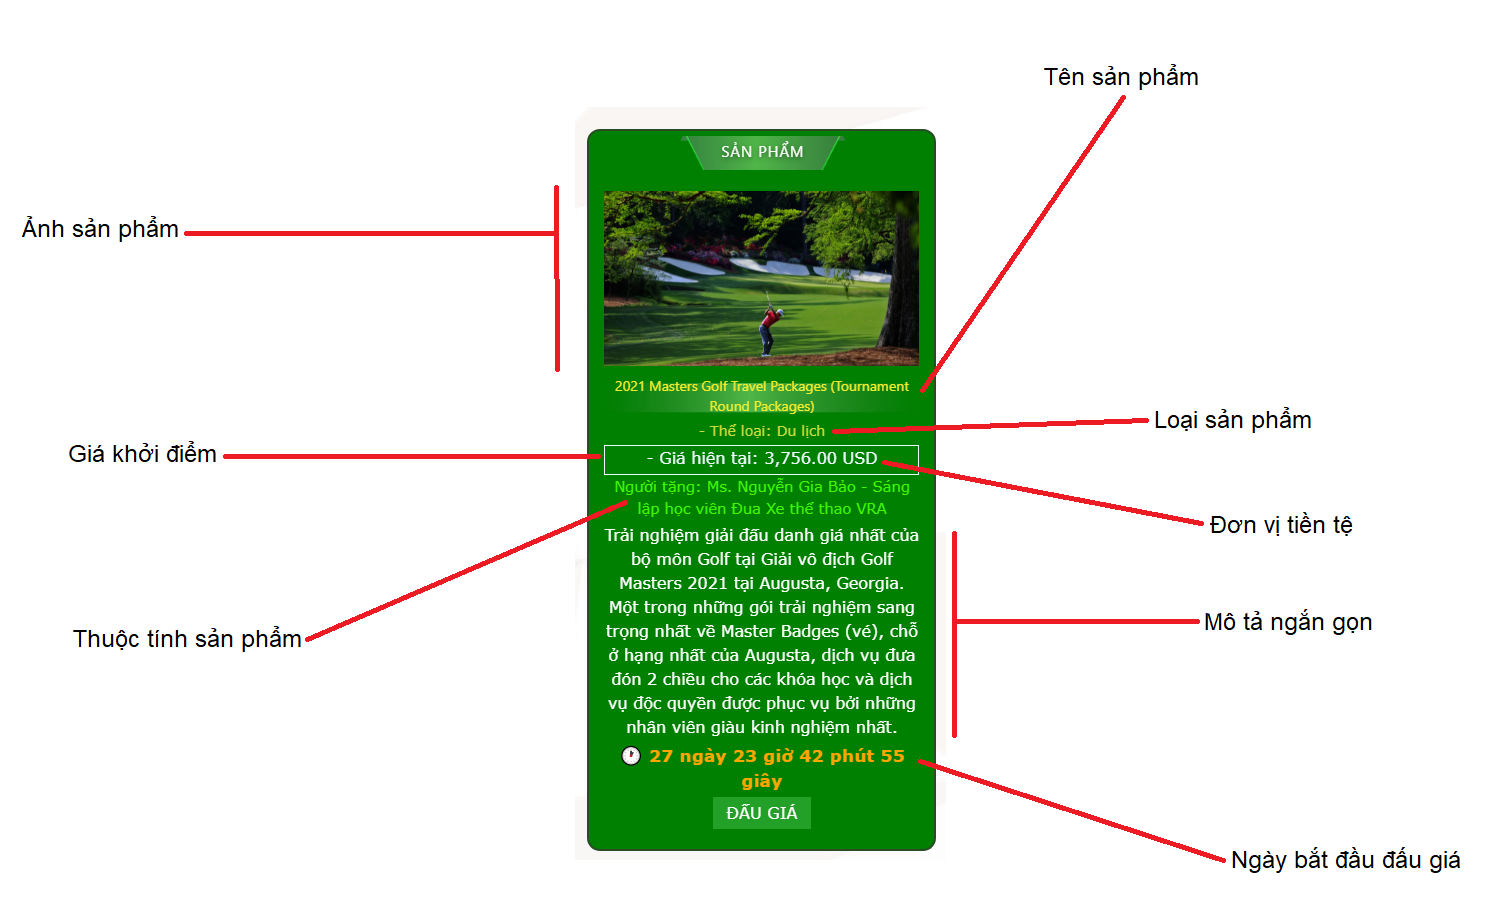 Tên sản phẩm
SẢN PHẨM
Ảnh sản phẩm
2021 Masters Golf Travel Packages (Tournament
Round Packages)
- Thể loại: Du lịch
Loại sản phẩm
Giá khởi điểm
- Giá hiện tại: 3,756.00 USD
Người tặng: Ms. Nguyễn Gia Bảo - Sáng
lập học viên Đua Xe thể thao VRA
Đơn vị tiền tệ
Trải nghiệm giải đấu danh giá nhất của
bộ môn Golf tại Giải vô địch Golf
Masters 2021 tại Augusta, Georgia.
Một trong những gói trải nghiệm sang
trọng nhất về Master Badges (vé), chỗ
ở hạng nhất của Augusta, dịch vụ đưa
đón 2 chiều cho các khóa học và dịch
vụ độc quyền được phục vụ bởi những
nhân viên giàu kinh nghiệm nhất.
Mô tả ngắn gọn
Thuộc tính sản phẩm
27 ngày 23 giờ 42 phút 55
giây
ĐẤU GIÁ
Ngày bắt đầu đấu giá